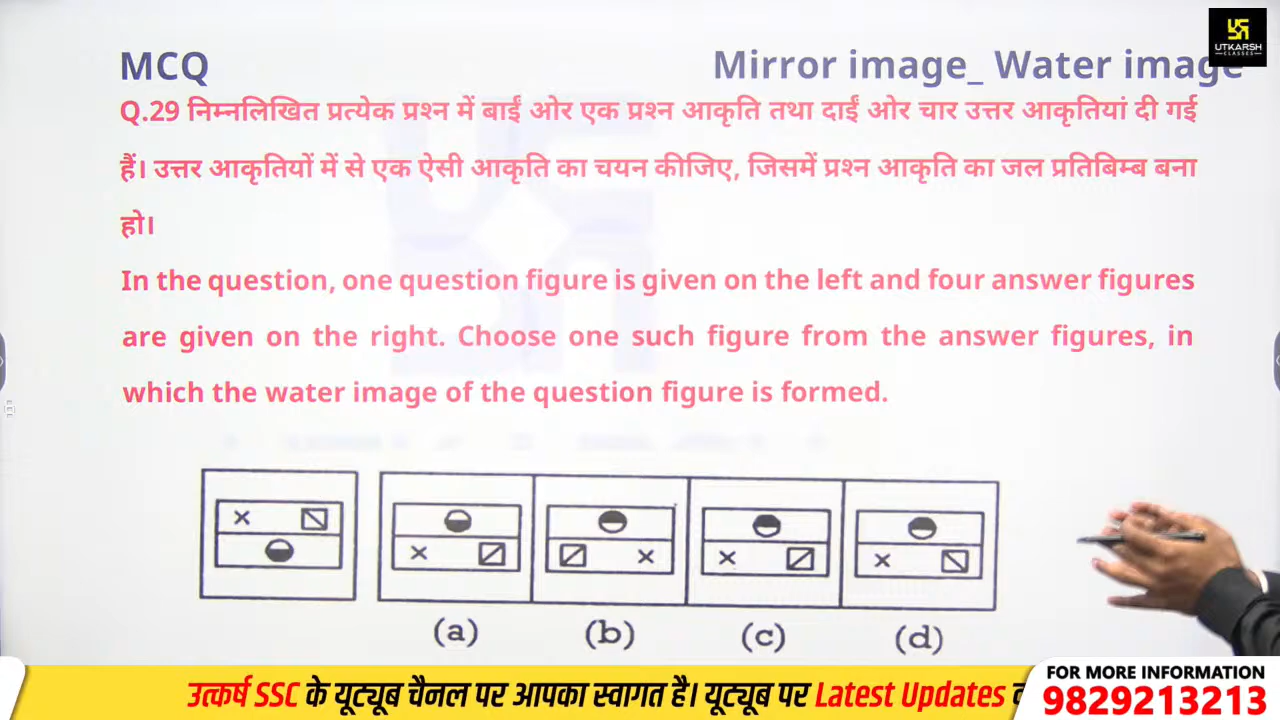 UTKARSH
CLASSES
MCQ
Mirror image_ Water image
Q.29 निम्नलिखित प्रत्येक प्रश्न में बाईं ओर एक प्रश्न आकृति तथा दाईं ओर चार उत्तर आकृतियां दी गई
हैं। उत्तर आकृतियों में से एक ऐसी आकृति का चयन कीजिए, जिसमें प्रश्न आकृति का जल प्रतिबिम्ब बना
हो।
In the question, one question figure is given on the left and four answer figures
are given on the right. Choose one such figure from the answer figures, in
which the water image of the question figure is formed.
(a) (b) (c) (d)
उत्कर्ष SSC के यूट्यूब चैनल पर आपका स्वागत है। यूट्यूब पर Latest Updates
FOR MORE INFORMATION
9829213213